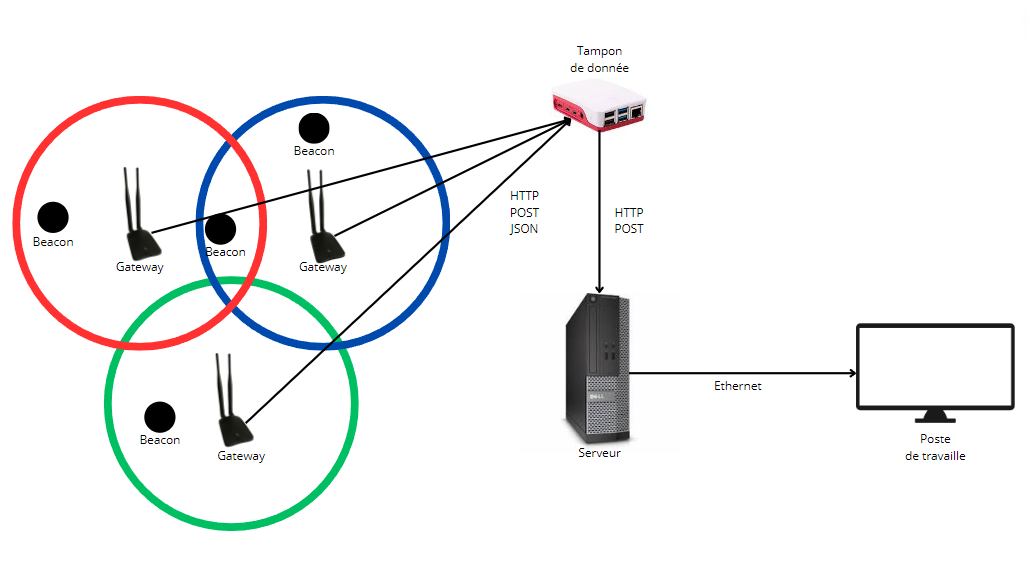 Tampon
de donnée
Beacon
Beacon
Gateway
Beacon
Gateway
HTTP
POST
JSON
HTTP
POST
Beacon
Gateway
DELL
Serveur
Ethernet
Poste
de travaille